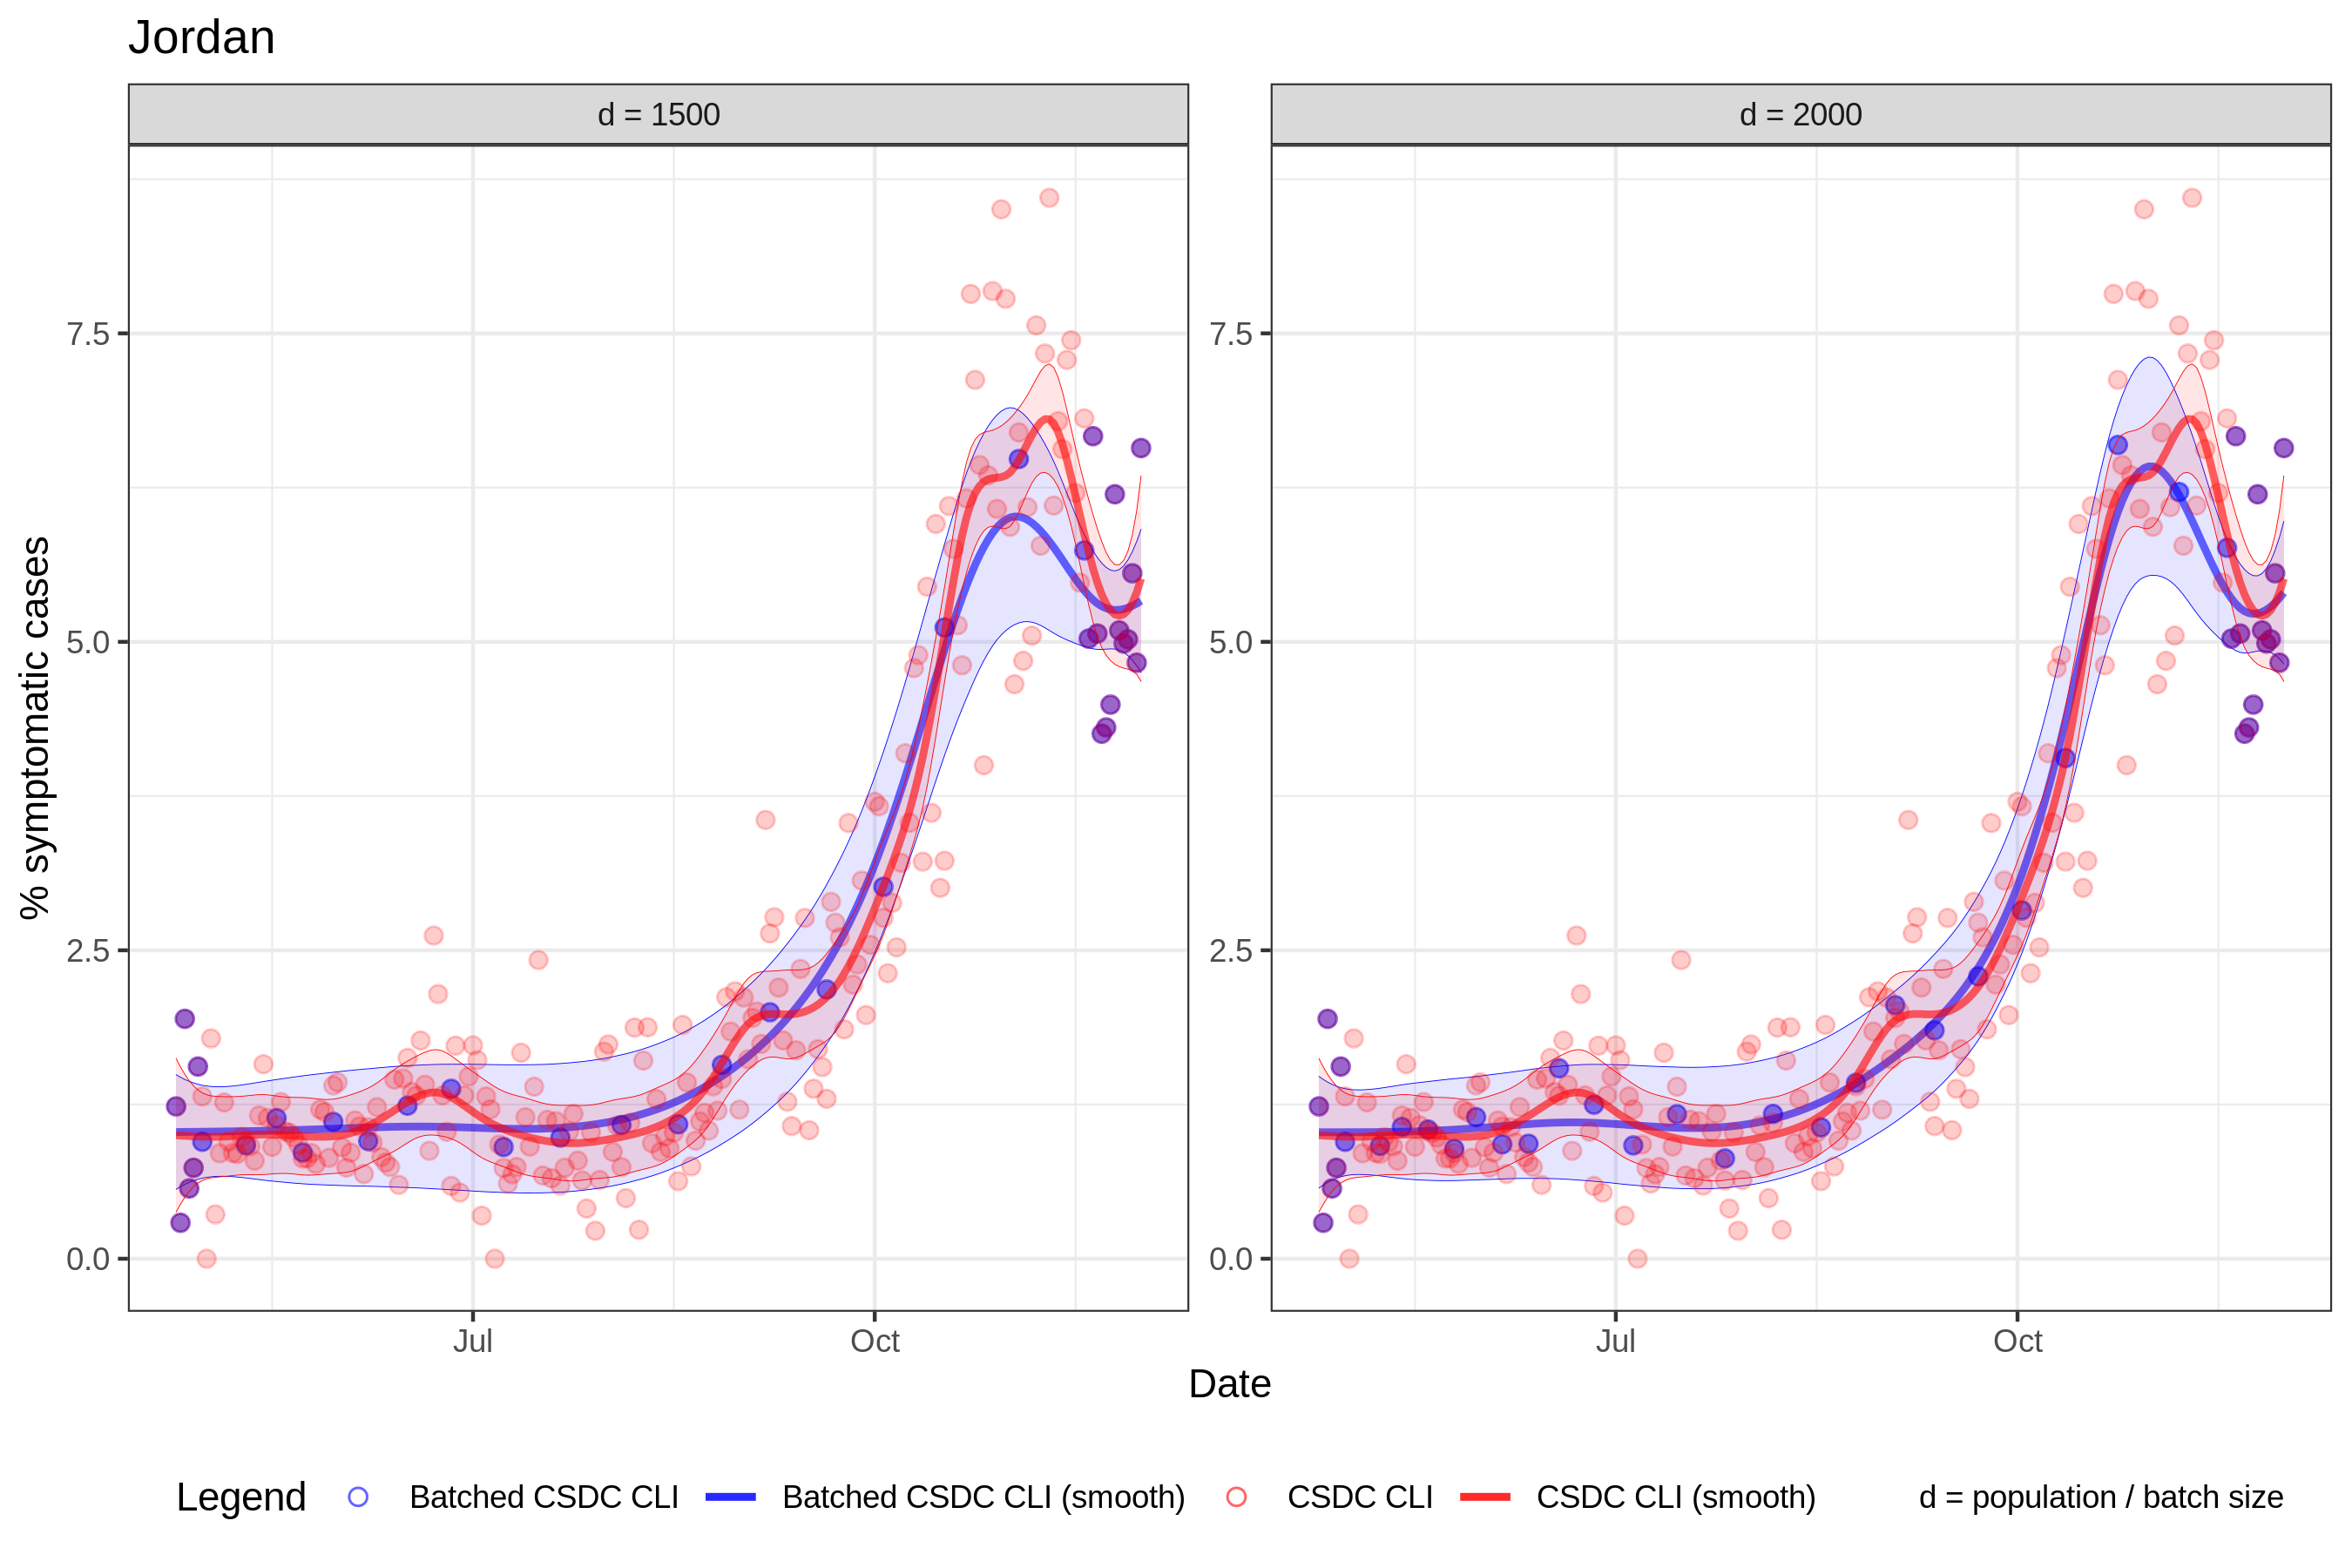 Jordan
d = 1500
d = 2000
% symptomatic cases
7.5
5.0
2.5
0.0
7.5
5.0
2.5
0.0
Jul
Oct
Jul
Oct
Date
Legend
Batched CSDC CLI
Batched CSDC CLI (smooth)
CSDC CLI
CSDC CLI (smooth)
d = population / batch size